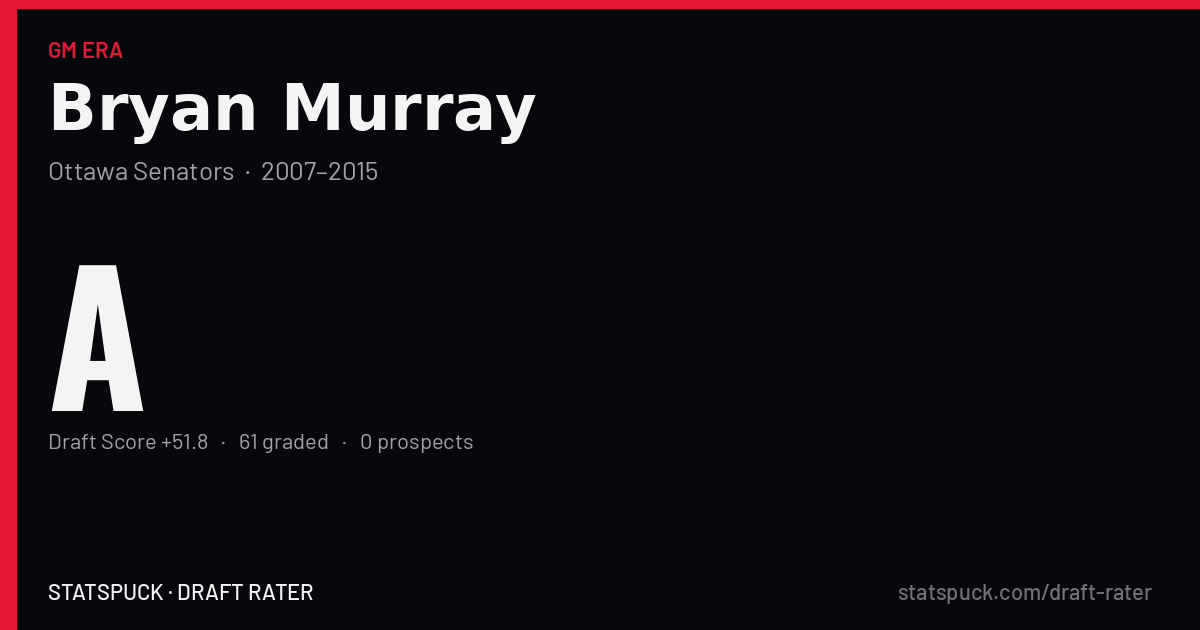 GM ERA
Bryan Murray
Ottawa Senators · 2007–2015
A
Draft Score +51.8 · 61 graded · 0 prospects
STATSPUCK · DRAFT RATER
statspuck.com/draft-rater